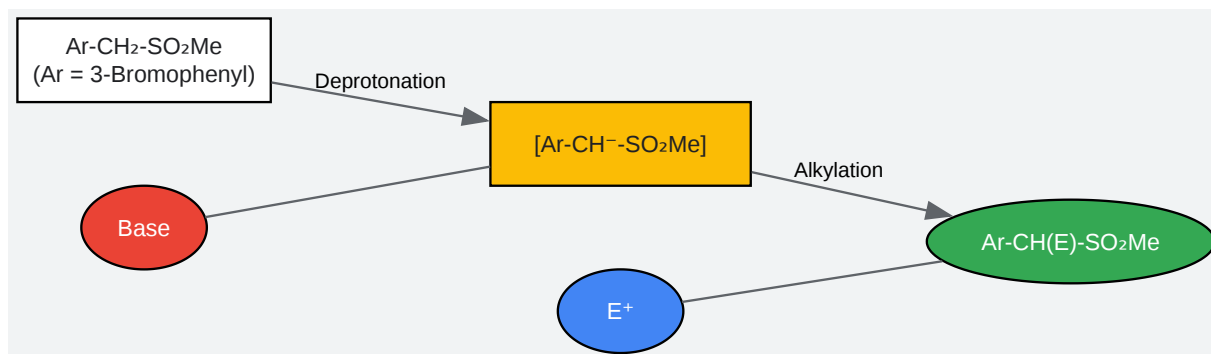 Ar-CH₂-SO₂Me
(Ar = 3-Bromophenyl)
Deprotonation
[Ar-CH⁻-SO₂Me]
Alkylation
Base
Ar-CH(E)-SO₂Me
E⁺